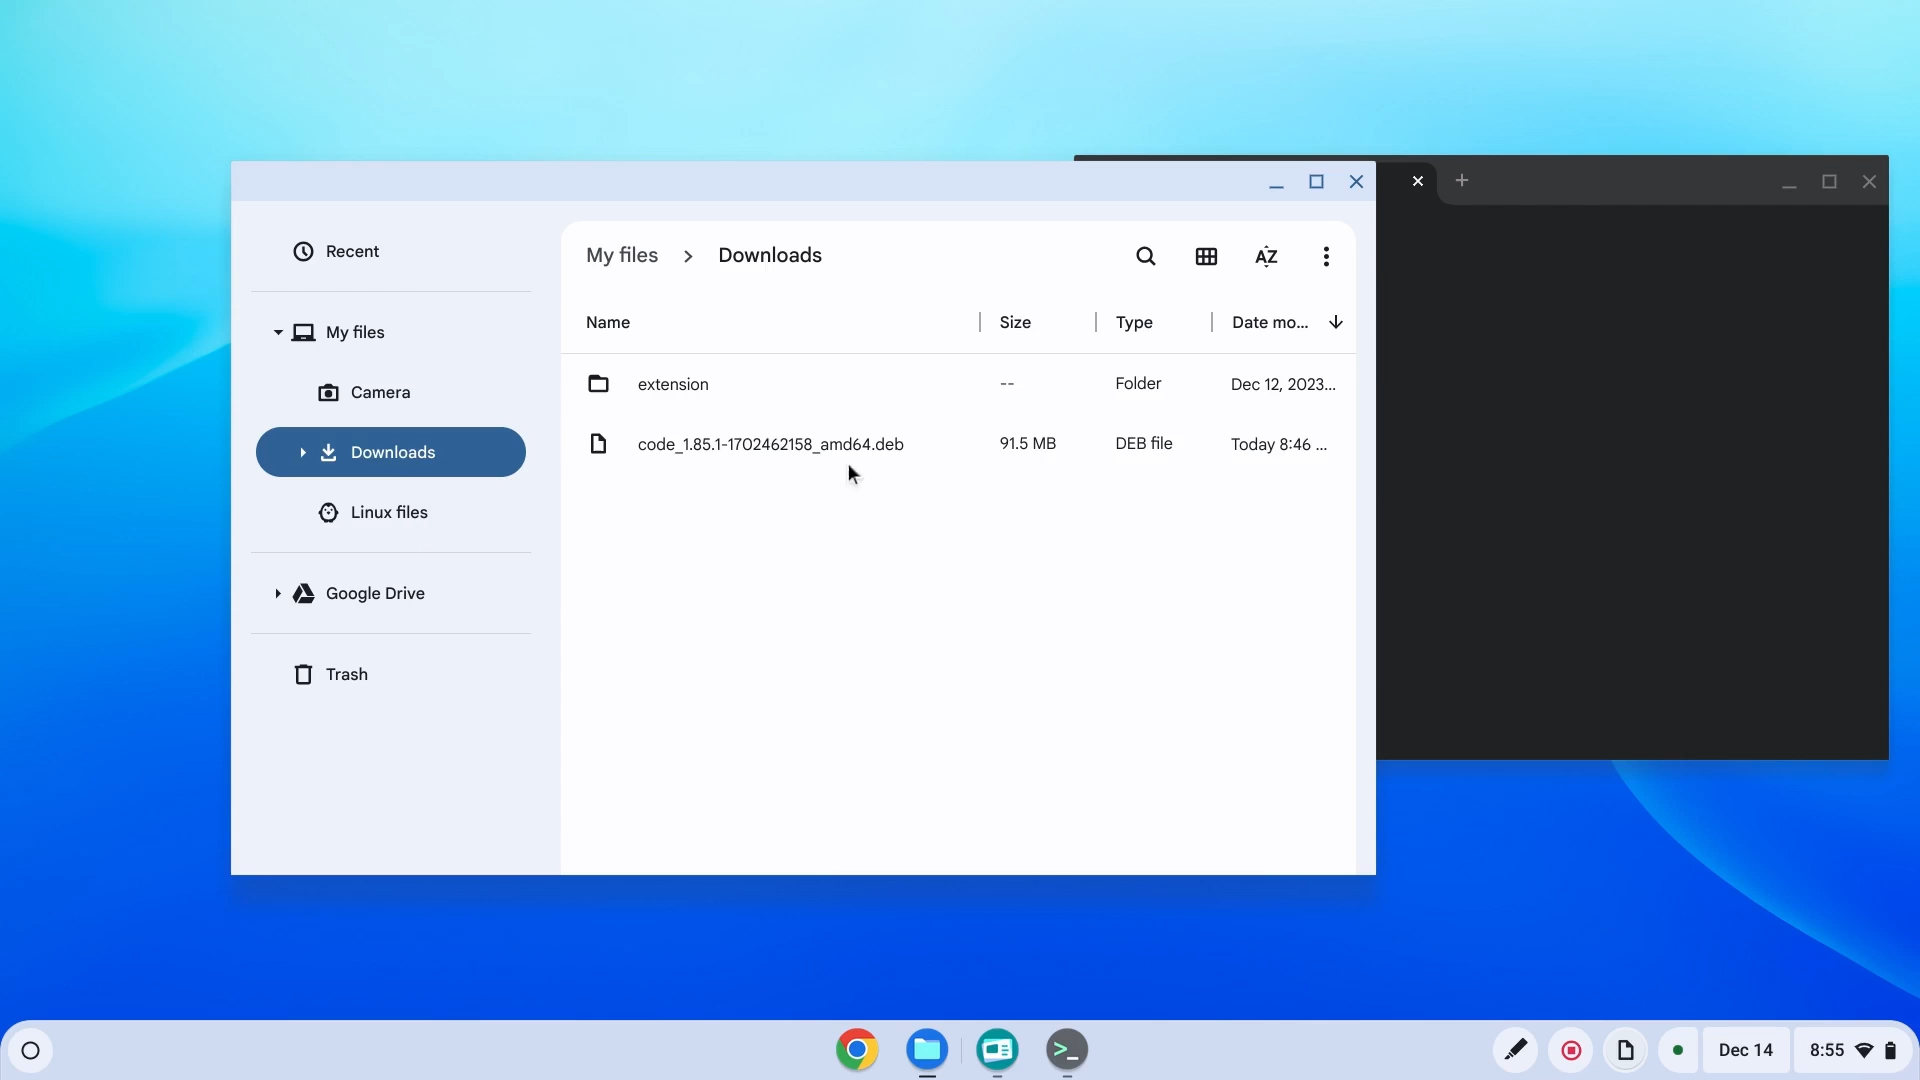 Recent
My files
Camera
Downloads
Linux files
Google Drive
Trash
My files > Downloads
AZ
Name Size Type Date mo...
extension -- Folder Dec 12, 2023...
code_1.85.1-1702462158_amd64.deb 91.5 MB DEB file Today 8:46 ...
Dec 14 8:55